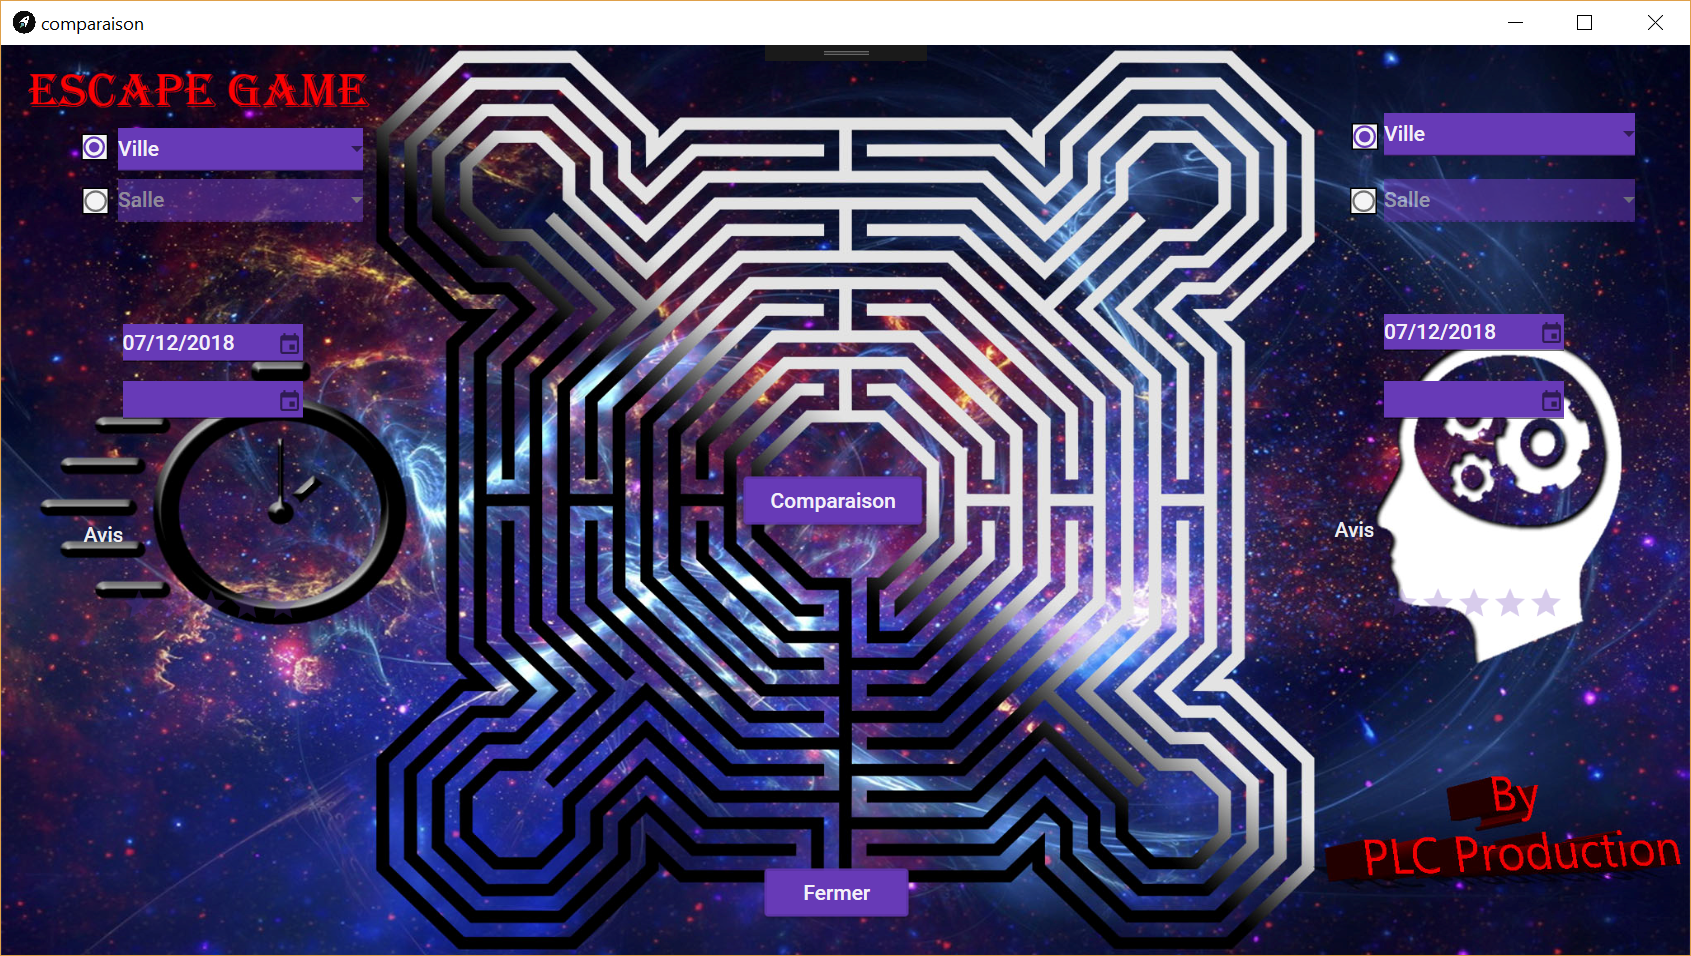 comparaison
ESCAPE GAME
Ville
Salle
07/12/2018
Avis
Ville
Salle
07/12/2018
Avis
Comparaison
Fermer
By
PLC Production